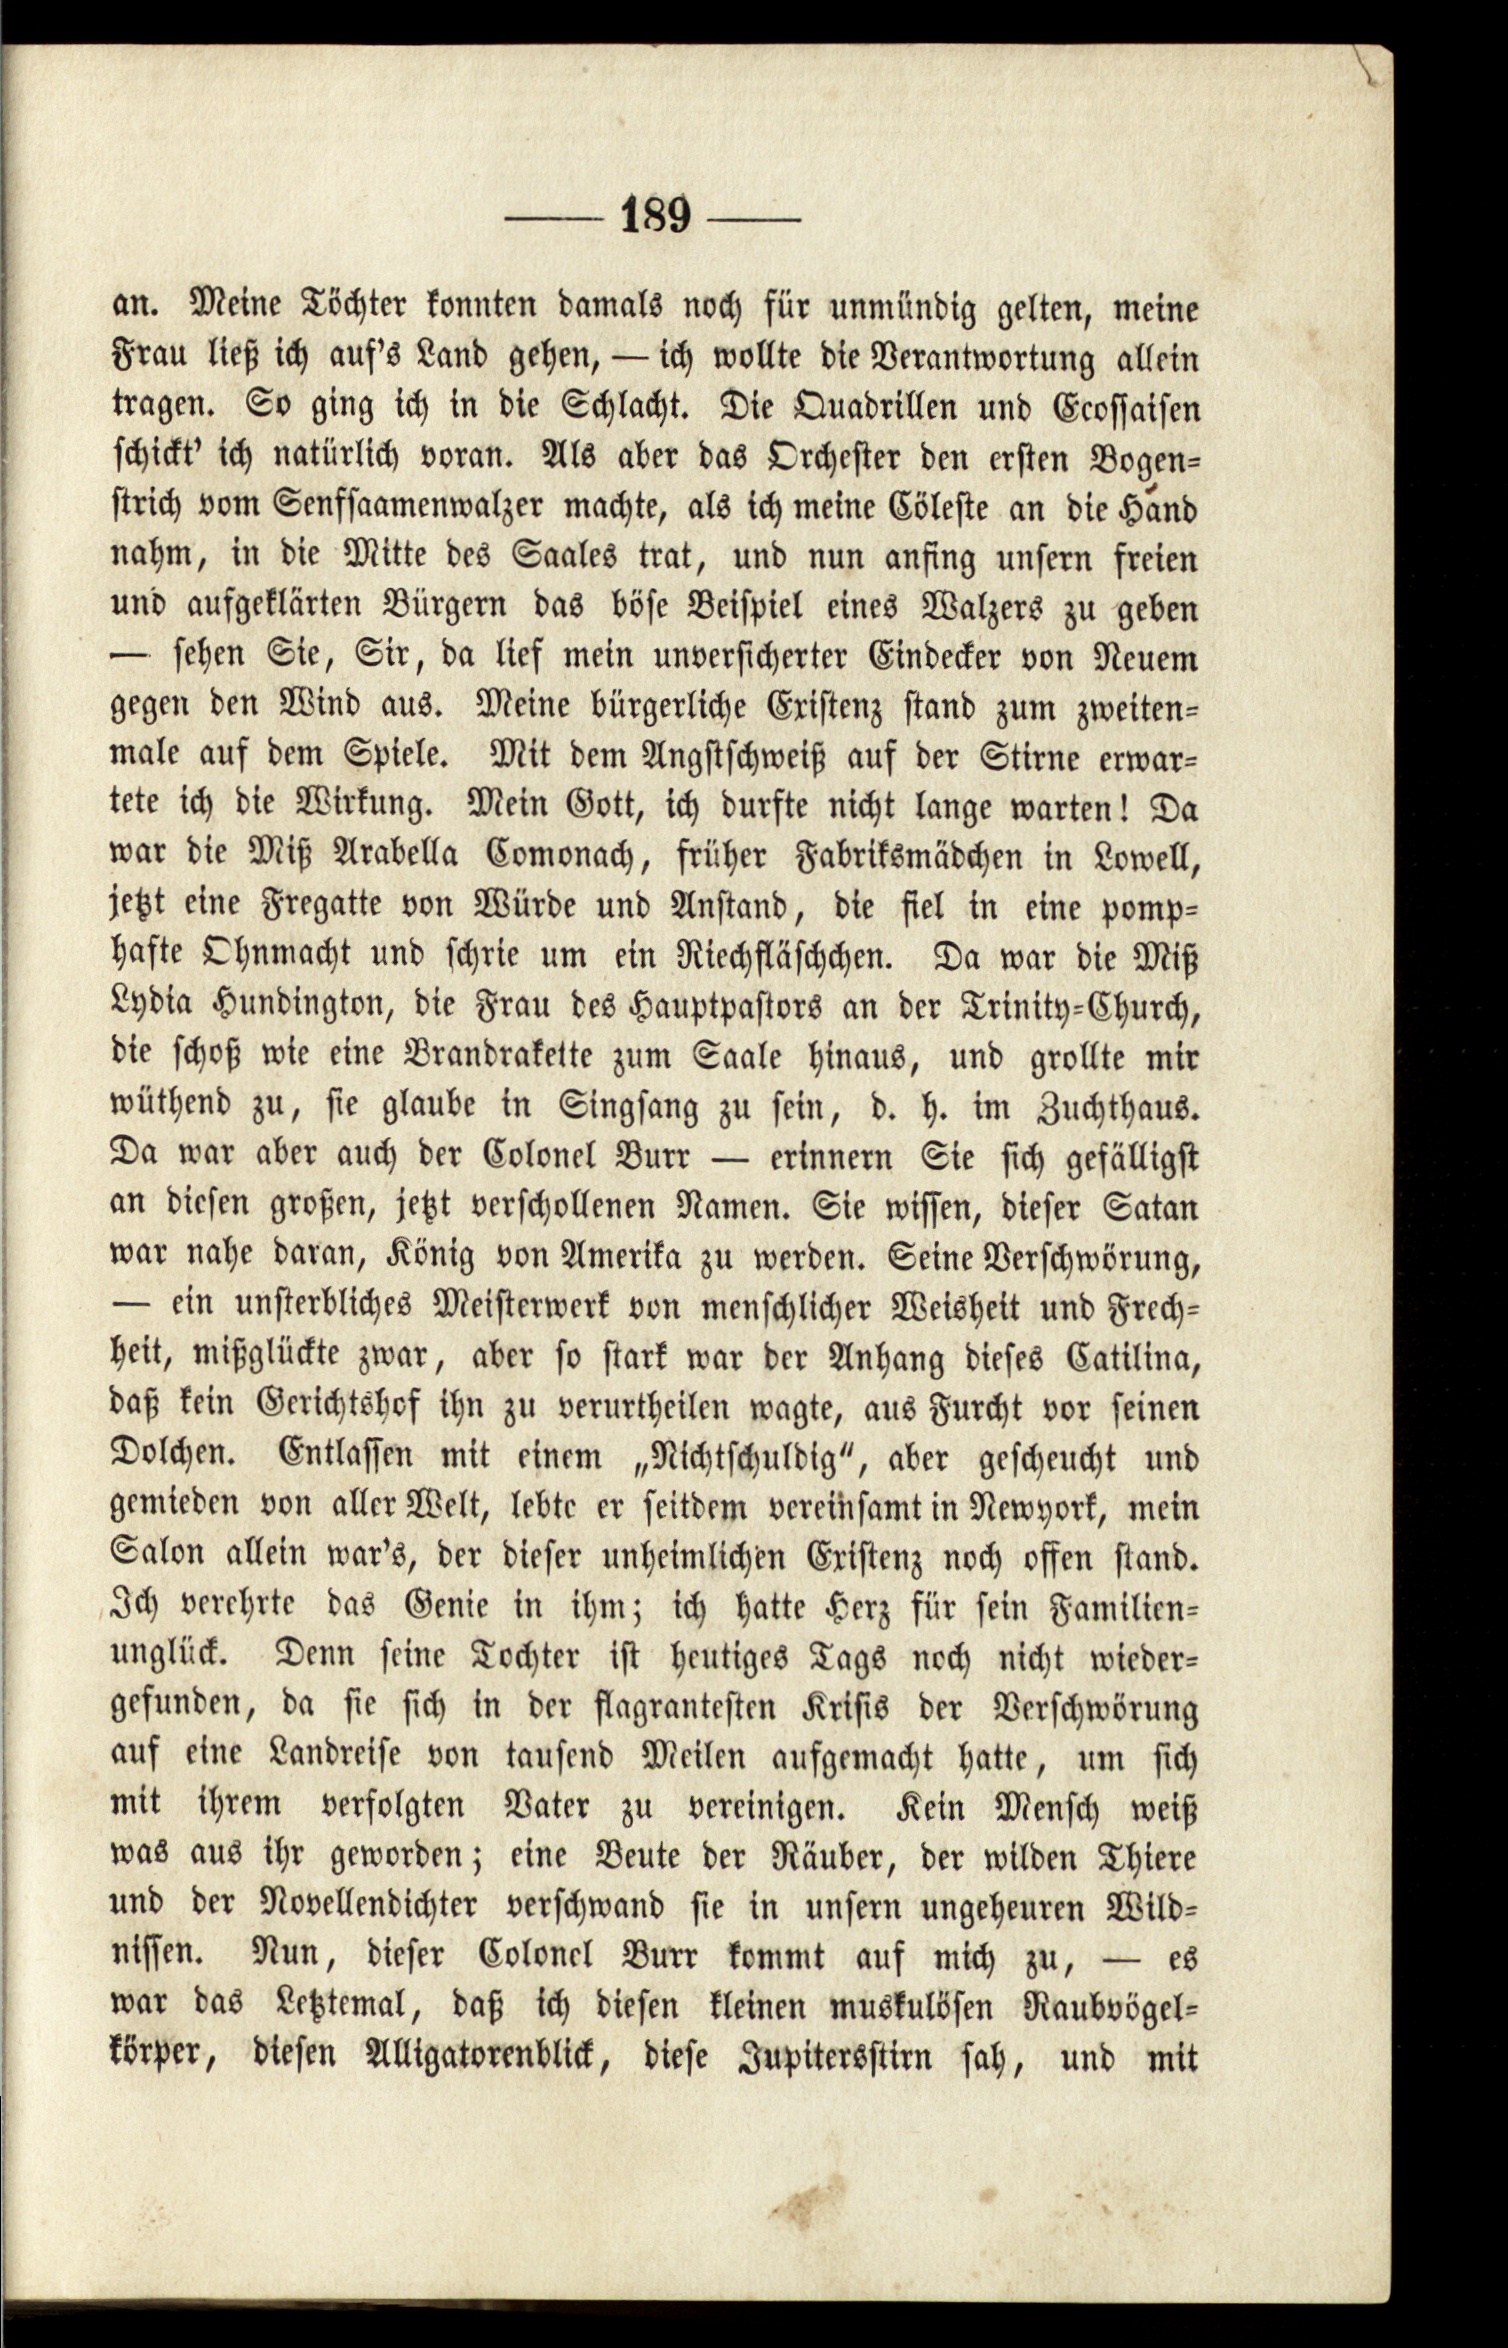 — 189 —
an. Meine Töchter konnten damals noch für unmündig gelten, meine
Frau ließ ich auf's Land gehen, — ich wollte die Verantwortung allein
tragen. So ging ich in die Schlacht. Die Quadrillen und Ecossaisen
schickt' ich natürlich voran. Als aber das Orchester den ersten Bogen-
strich vom Senfsaamenwalzer machte, als ich meine Cöleste an die Hand
nahm, in die Mitte des Saales trat, und nun anfing unsern freien
und aufgeklärten Bürgern das böse Beispiel eines Walzers zu geben
— sehen Sie, Sir, da lief mein unversicherter Eindecker von Neuem
gegen den Wind aus. Meine bürgerliche Existenz stand zum zweiten-
male auf dem Spiele. Mit dem Angstschweiß auf der Stirne erwar-
tete ich die Wirkung. Mein Gott, ich durfte nicht lange warten! Da
war die Miß Arabella Comonach, früher Fabriksmädchen in Lowell,
jetzt eine Fregatte von Würde und Anstand, die fiel in eine pomp-
hafte Ohnmacht und schrie um ein Riechfläschchen. Da war die Miß
Lydia Hundington, die Frau des Hauptpastors an der Trinity-Church,
die schoß wie eine Brandrakette zum Saale hinaus, und grollte mir
wüthend zu, sie glaube in Singsang zu sein, d. h. im Zuchthaus.
Da war aber auch der Colonel Burr — erinnern Sie sich gefälligst
an diesen großen, jetzt verschollenen Namen. Sie wissen, dieser Satan
war nahe daran, König von Amerika zu werden. Seine Verschwörung,
— ein unsterbliches Meisterwerk von menschlicher Weisheit und Frech-
heit, mißglückte zwar, aber so stark war der Anhang dieses Catilina,
daß kein Gerichtshof ihn zu verurtheilen wagte, aus Furcht vor seinen
Dolchen. Entlassen mit einem „Nichtschuldig“, aber gescheucht und
gemieden von aller Welt, lebte er seitdem vereinsamt in Newyork, mein
Salon allein war's, der dieser unheimlichen Existenz noch offen stand.
Ich verehrte das Genie in ihm; ich hatte Herz für sein Familien-
unglück. Denn seine Tochter ist heutiges Tags noch nicht wieder-
gefunden, da sie sich in der flagrantesten Krisis der Verschwörung
auf eine Landreise von tausend Meilen aufgemacht hatte, um sich
mit ihrem verfolgten Vater zu vereinigen. Kein Mensch weiß
was aus ihr geworden; eine Beute der Räuber, der wilden Thiere
und der Novellendichter verschwand sie in unsern ungeheuren Wild-
nissen. Nun, dieser Colonel Burr kommt auf mich zu, — es
war das Letztemal, daß ich diesen kleinen muskulösen Raubvögel-
körper, diesen Alligatorenblick, diese Jupitersstirn sah, und mit